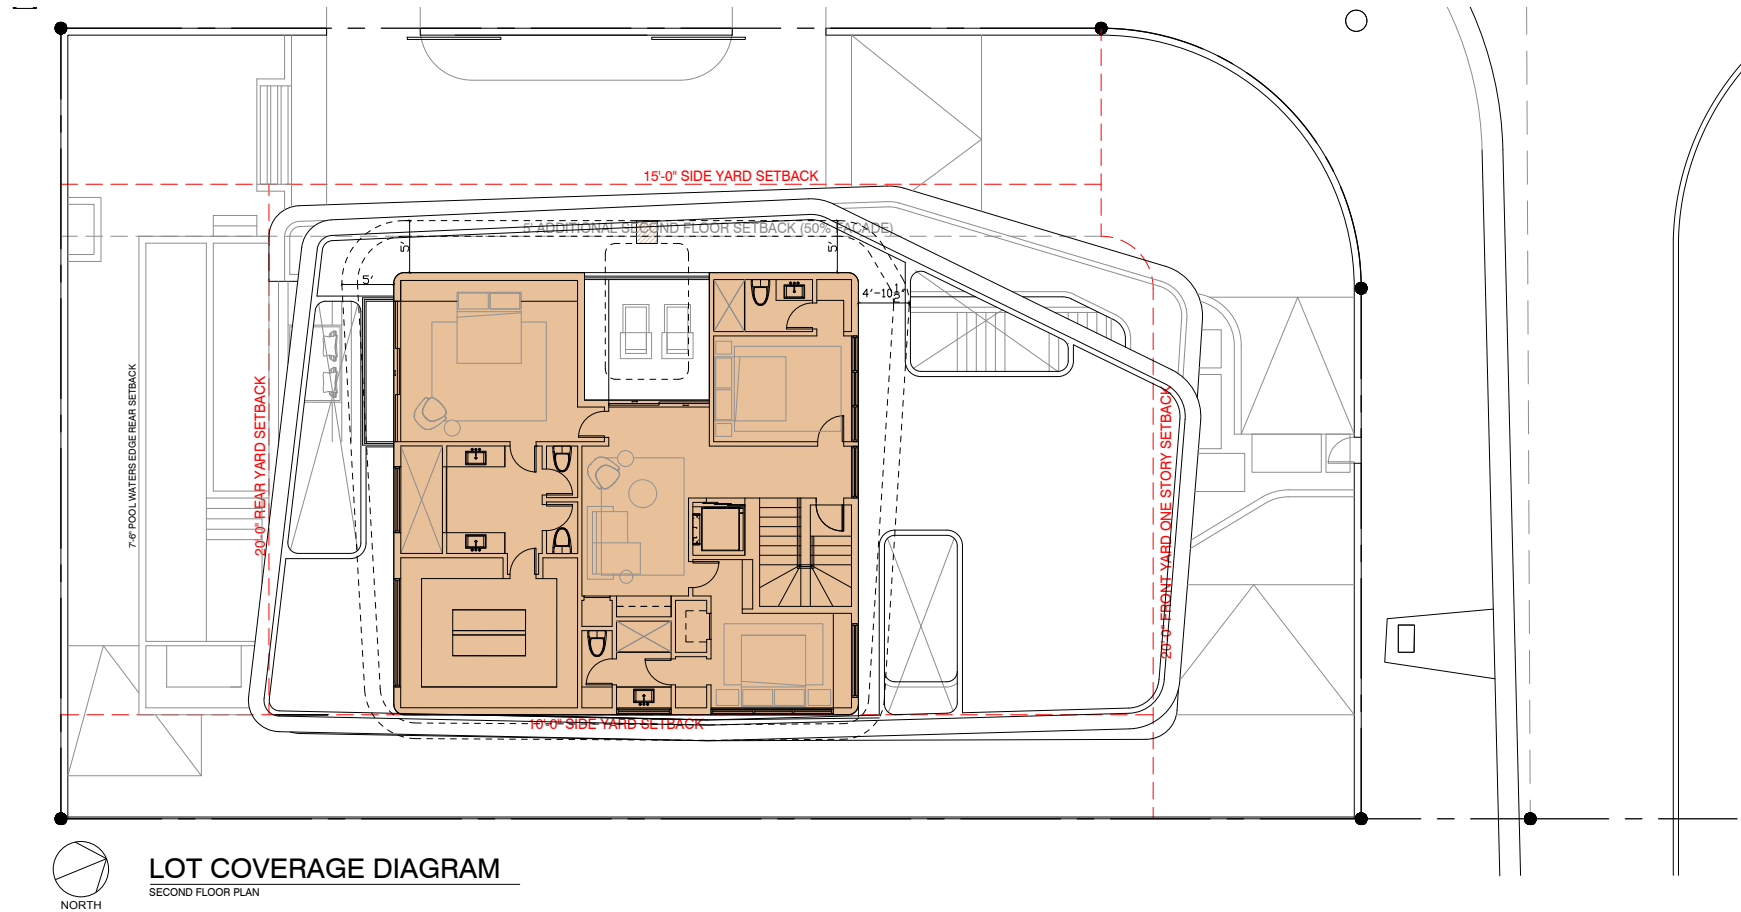 15'-0" SIDE YARD SETBACK
5' ADDITIONAL SECOND FLOOR SETBACK (50% FACADE)
5'
5'
5'
4'-10 1/2"
7'-6" POOL WATERS EDGE REAR SETBACK
20'-0" REAR YARD SETBACK
20'-0" FRONT YARD ONE STORY SETBACK
10'-0" SIDE YARD SETBACK
LOT COVERAGE DIAGRAM
SECOND FLOOR PLAN
NORTH